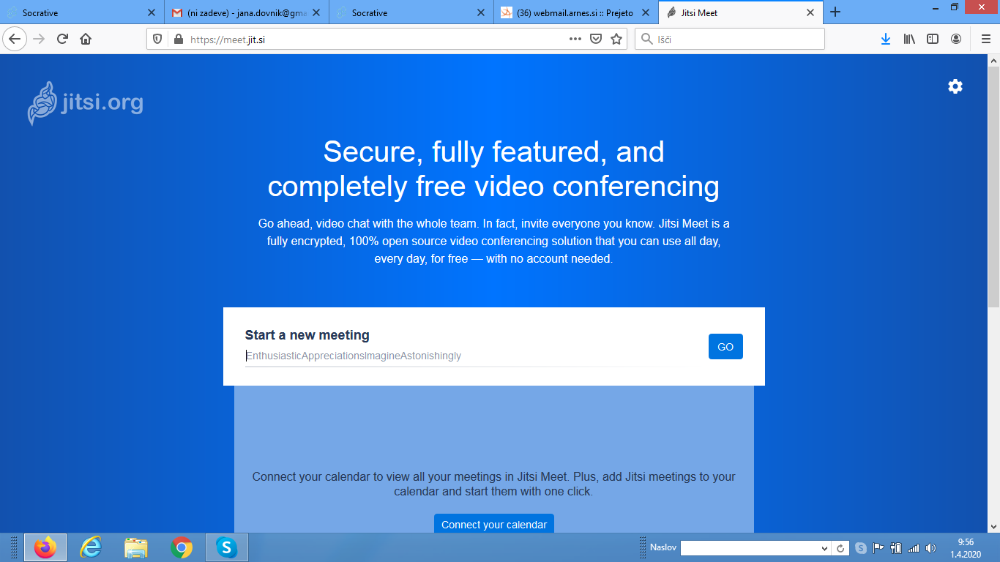 Socrative
(ni zadeve) - jana.dovnik@gma
Socrative
(36) webmail.arnes.si :: Prejeto
Jitsi Meet
https://meet.jit.si
Išči
jitsi.org
Secure, fully featured, and
completely free video conferencing
Go ahead, video chat with the whole team. In fact, invite everyone you know. Jitsi Meet is a
fully encrypted, 100% open source video conferencing solution that you can use all day,
every day, for free — with no account needed.
Start a new meeting
EnthusiasticAppreciationsImagineAstonishingly
GO
Connect your calendar to view all your meetings in Jitsi Meet. Plus, add Jitsi meetings to your
calendar and start them with one click.
Connect your calendar
Naslov
9:56
1.4.2020